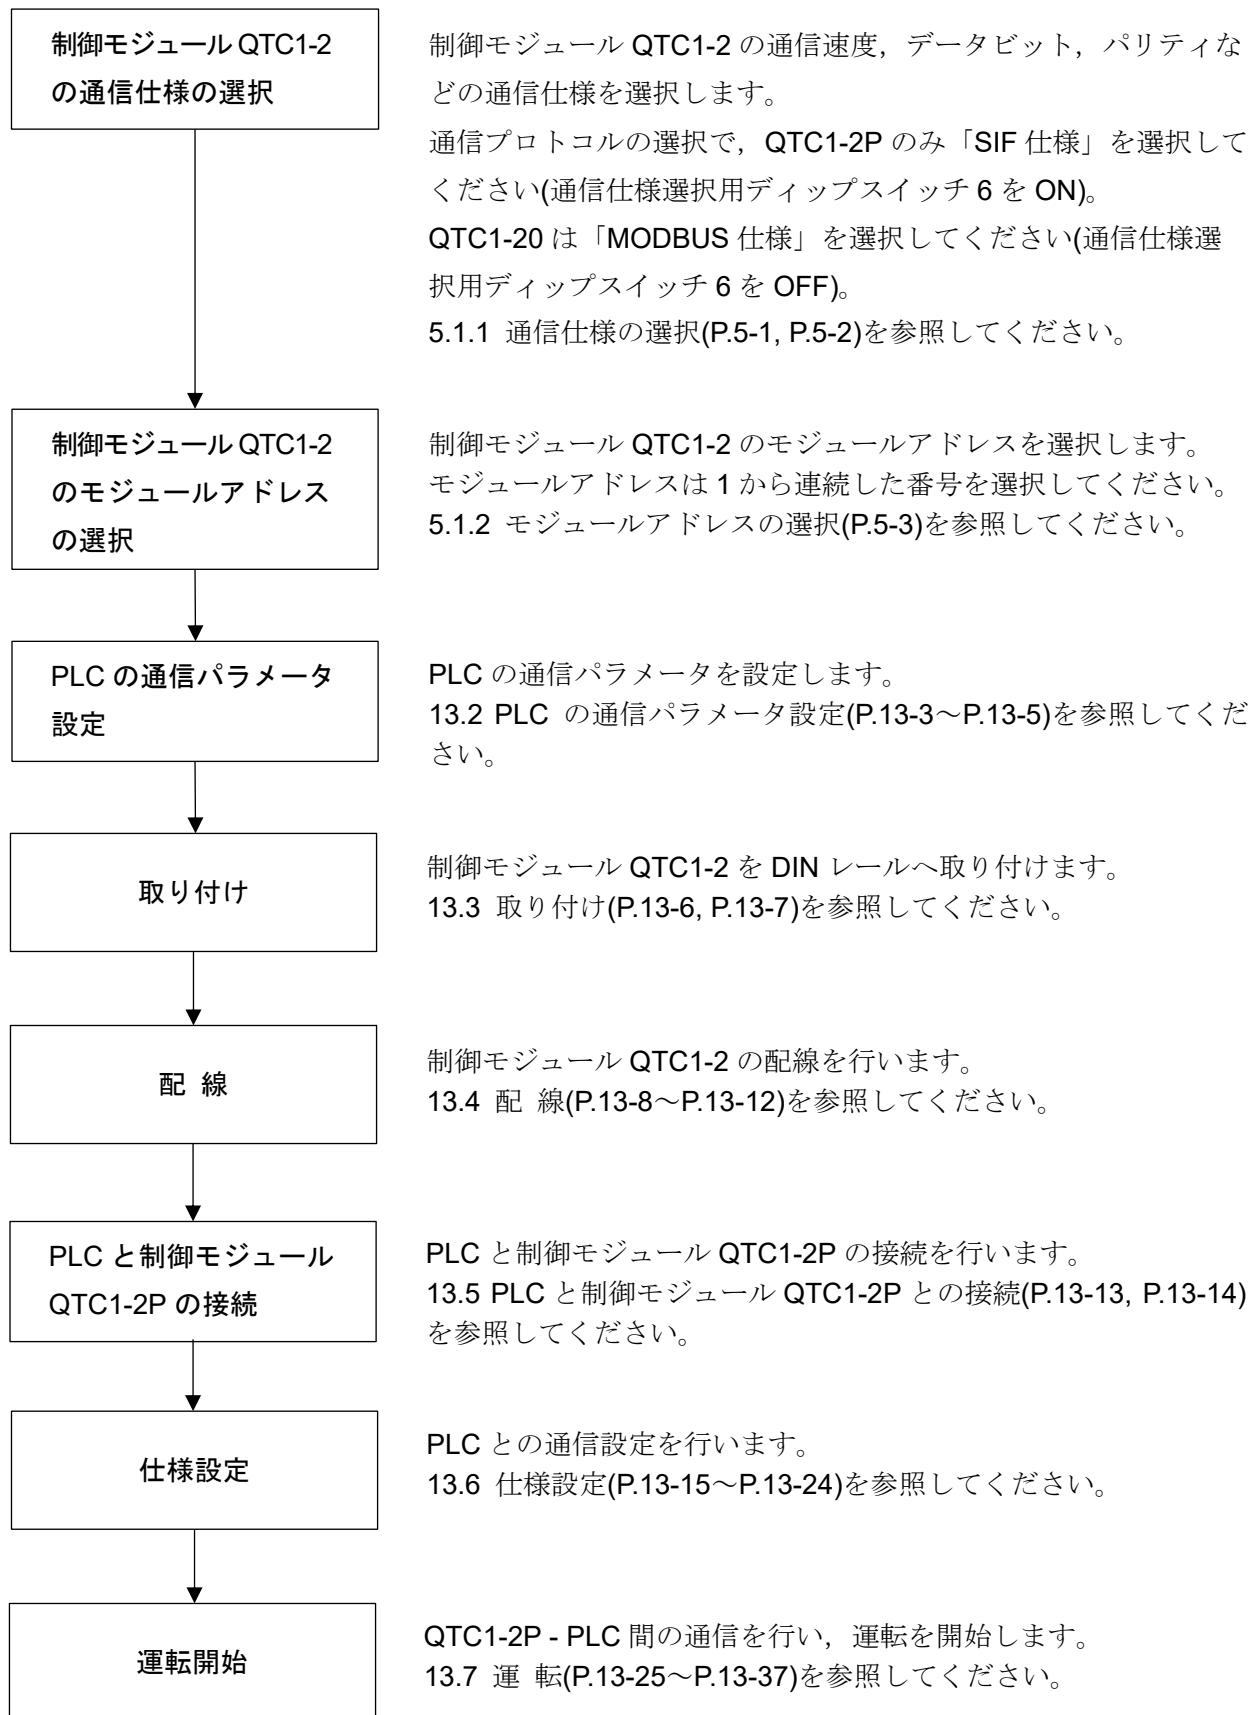 制御モジュール QTC1-2
の通信仕様の選択
制御モジュール QTC1-2 の通信速度，データビット，パリティな
どの通信仕様を選択します。
通信プロトコルの選択で，QTC1-2P のみ「SIF 仕様」を選択して
ください(通信仕様選択用ディップスイッチ 6 を ON)。
QTC1-20 は「MODBUS 仕様」を選択してください(通信仕様選
択用ディップスイッチ 6 を OFF)。
5.1.1 通信仕様の選択(P.5-1, P.5-2)を参照してください。
制御モジュール QTC1-2
のモジュールアドレス
の選択
制御モジュール QTC1-2 のモジュールアドレスを選択します。
モジュールアドレスは 1 から連続した番号を選択してください。
5.1.2 モジュールアドレスの選択(P.5-3)を参照してください。
PLC の通信パラメータ
設定
PLC の通信パラメータを設定します。
13.2 PLC の通信パラメータ設定(P.13-3～P.13-5)を参照してくだ
さい。
取り付け
制御モジュール QTC1-2 を DIN レールへ取り付けます。
13.3 取り付け(P.13-6, P.13-7)を参照してください。
配 線
制御モジュール QTC1-2 の配線を行います。
13.4 配 線(P.13-8～P.13-12)を参照してください。
PLC と制御モジュール
QTC1-2P の接続
PLC と制御モジュール QTC1-2P の接続を行います。
13.5 PLC と制御モジュール QTC1-2P との接続(P.13-13, P.13-14)
を参照してください。
仕様設定
PLC との通信設定を行います。
13.6 仕様設定(P.13-15～P.13-24)を参照してください。
運転開始
QTC1-2P - PLC 間の通信を行い，運転を開始します。
13.7 運 転(P.13-25～P.13-37)を参照してください。